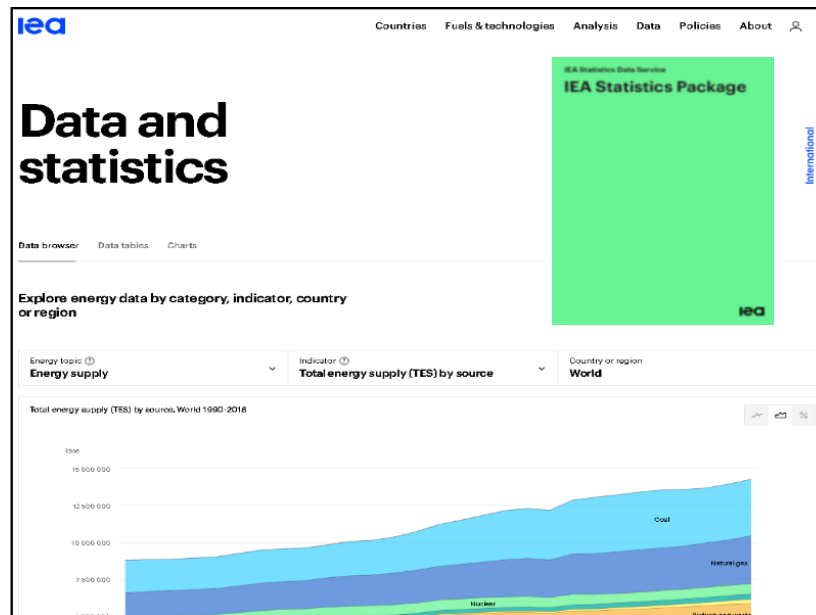 iea
Countries Fuels & technologies Analysis Data Policies About
IEA Statistics Data Service
IEA Statistics Package
Data and
statistics
International
Data browser Data tables Charts
iea
Explore energy data by category, indicator, country
or region
Energy topic Indicator Country or region
Energy supply Total energy supply (TES) by source World
Total energy supply (TES) by source, World 1990-2018
ktoe
15 000 000
12 500 000
Coal
10 000 000
Natural gas
7 500 000
Nuclear